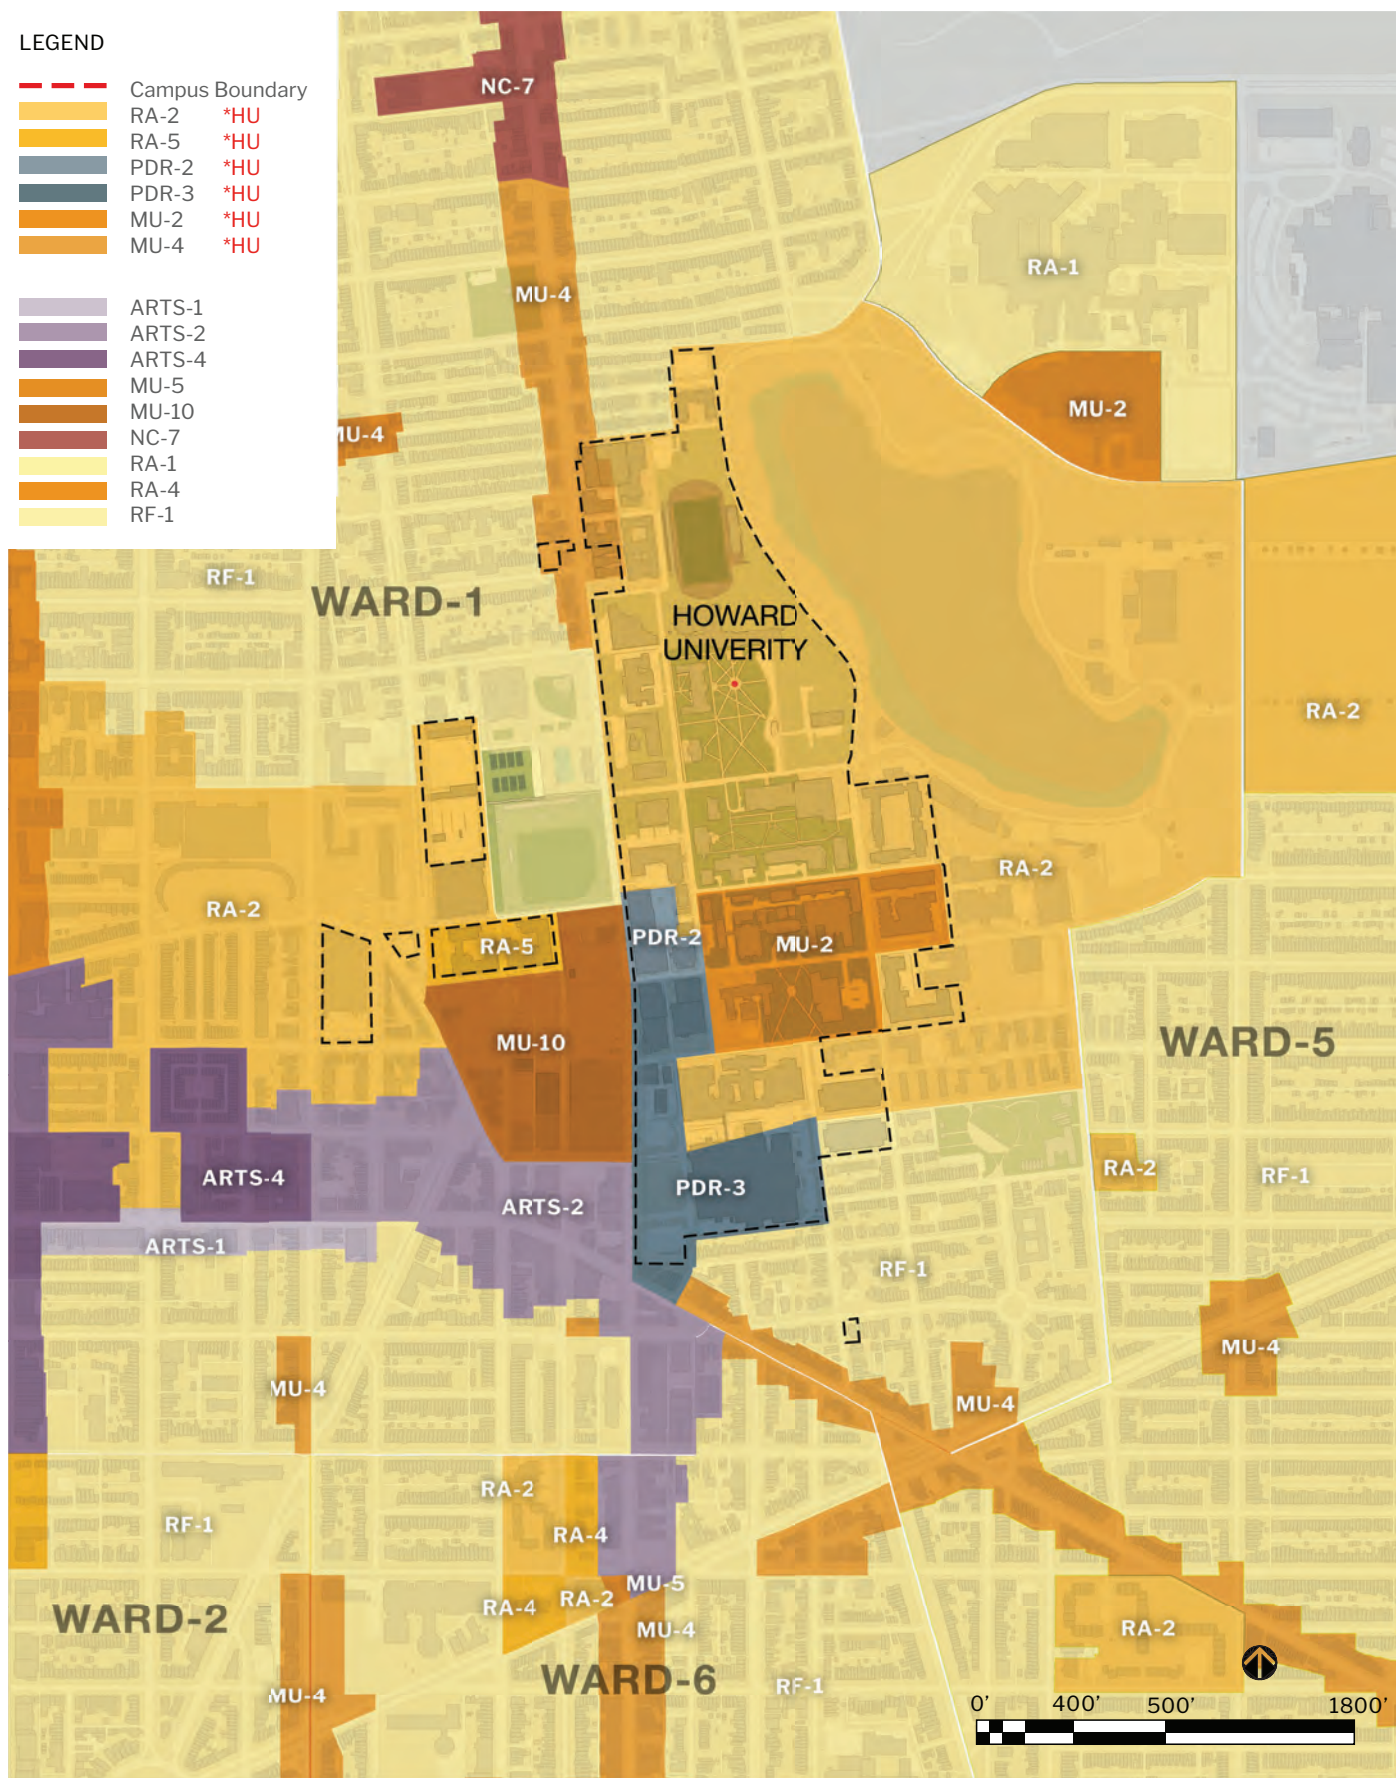 LEGEND
Campus Boundary
RA-2 *HU
RA-5 *HU
PDR-2 *HU
PDR-3 *HU
MU-2 *HU
MU-4 *HU
ARTS-1
ARTS-2
ARTS-4
MU-5
MU-10
NC-7
RA-1
RA-4
RF-1
NC-7
RA-1
MU-4
MU-2
MU-4
RF-1
WARD-1
HOWARD
UNIVERITY
RA-2
RA-2
RA-2
RA-5
PDR-2
MU-2
MU-10
WARD-5
RA-2
RF-1
ARTS-4
PDR-3
ARTS-2
ARTS-1
RF-1
MU-4
MU-4
MU-4
RA-2
RF-1
RA-4
MU-5
RA-2
RA-4
WARD-2
MU-4
RA-2
WARD-6
RF-1
MU-4
0' 400' 500' 1800'